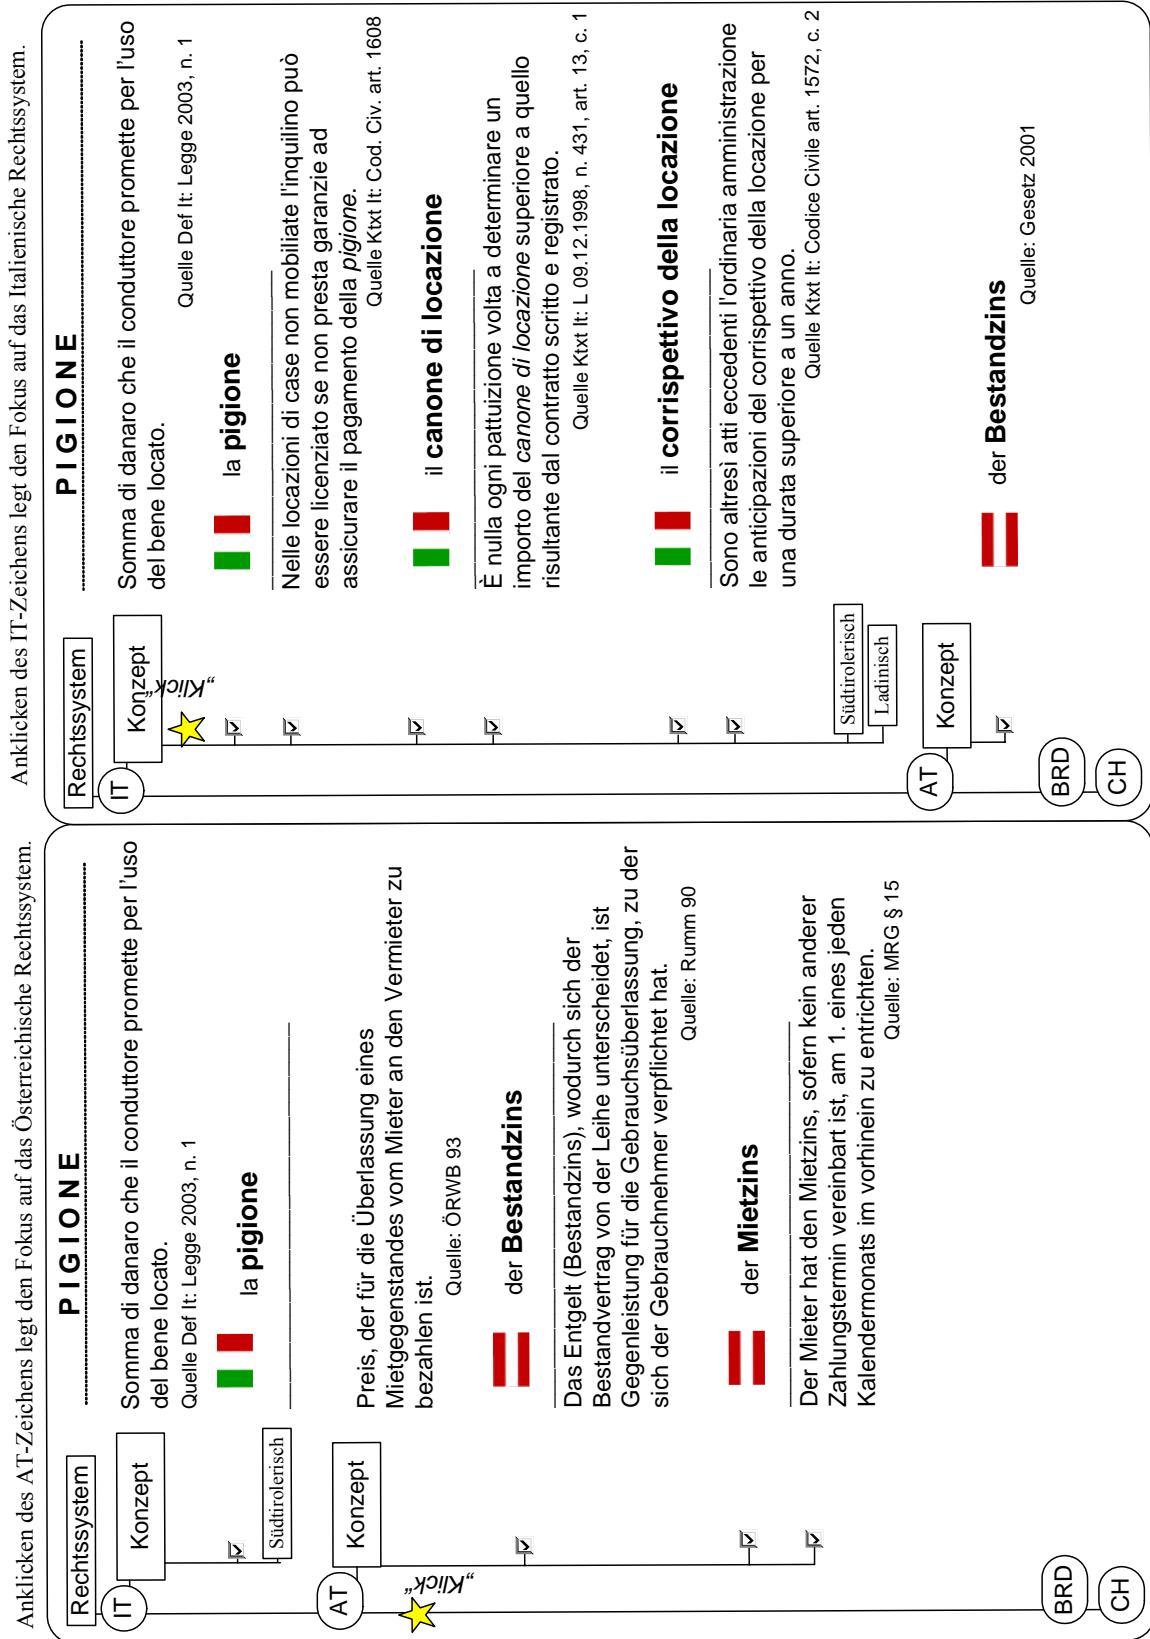 Anklicken des AT-Zeichens legt den Fokus auf das Österreichische Rechtssystem.
Rechtssystem
PIGIONE
IT
Konzept
Somma di danaro che il conduttore promette per l'uso
del bene locato.
Quelle Def It: Legge 2003, n. 1
la pigione
Südtirolerisch
AT
Konzept
„Klick"
Preis, der für die Überlassung eines
Mietgegenstandes vom Mieter an den Vermieter zu
bezahlen ist.
Quelle: ÖRWB 93
der Bestandzins
Das Entgelt (Bestandzins), wodurch sich der
Bestandvertrag von der Leihe unterscheidet, ist
Gegenleistung für die Gebrauchsüberlassung, zu der
sich der Gebrauchnehmer verpflichtet hat.
Quelle: Rumm 90
der Mietzins
Der Mieter hat den Mietzins, sofern kein anderer
Zahlungstermin vereinbart ist, am 1. eines jeden
Kalendermonats im vorhinein zu entrichten.
Quelle: MRG § 15
BRD
CH
Anklicken des IT-Zeichens legt den Fokus auf das Italienische Rechtssystem.
Rechtssystem
PIGIONE
IT
Konzept
„Klick"
Somma di danaro che il conduttore promette per l'uso
del bene locato.
Quelle Def It: Legge 2003, n. 1
la pigione
Nelle locazioni di case non mobiliate l'inquilino può
essere licenziato se non presta garanzie ad
assicurare il pagamento della pigione.
Quelle Ktxt It: Cod. Civ. art. 1608
il canone di locazione
È nulla ogni pattuizione volta a determinare un
importo del canone di locazione superiore a quello
risultante dal contratto scritto e registrato.
Quelle Ktxt It: L 09.12.1998, n. 431, art. 13, c. 1
il corrispettivo della locazione
Sono altresì atti eccedenti l'ordinaria amministrazione
le anticipazioni del corrispettivo della locazione per
una durata superiore a un anno.
Quelle Ktxt It: Codice Civile art. 1572, c. 2
Südtirolerisch
Ladinisch
AT
Konzept
der Bestandzins
Quelle: Gesetz 2001
BRD
CH